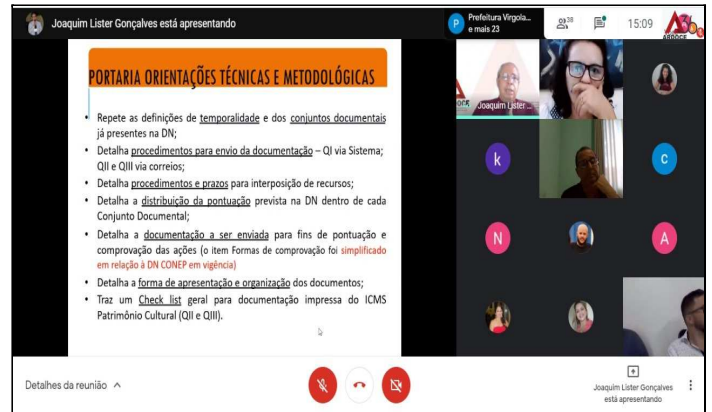 Joaquim Lister Gonçalves está apresentando
Prefeitura Virgola...
e mais 23
P
38
15:09
ARDOCE
PORTARIA ORIENTAÇÕES TÉCNICAS E METODOLÓGICAS
• Repete as definições de temporalidade e dos conjuntos documentais
já presentes na DN;
• Detalha procedimentos para envio da documentação – QI via Sistema;
QII e QIII via correios;
• Detalha procedimentos e prazos para interposição de recursos;
• Detalha a distribuição da pontuação prevista na DN dentro de cada
Conjunto Documental;
• Detalha a documentação a ser enviada para fins de pontuação e
comprovação das ações (o item Formas de comprovação foi simplificado
em relação à DN CONEP em vigência)
• Detalha a forma de apresentação e organização dos documentos;
• Traz um Check list geral para documentação impressa do ICMS
Patrimônio Cultural (QII e QIII).
Joaquim Lister ...
k
C
N
A
Detalhes da reunião
Joaquim Lister Gonçalves
está apresentando